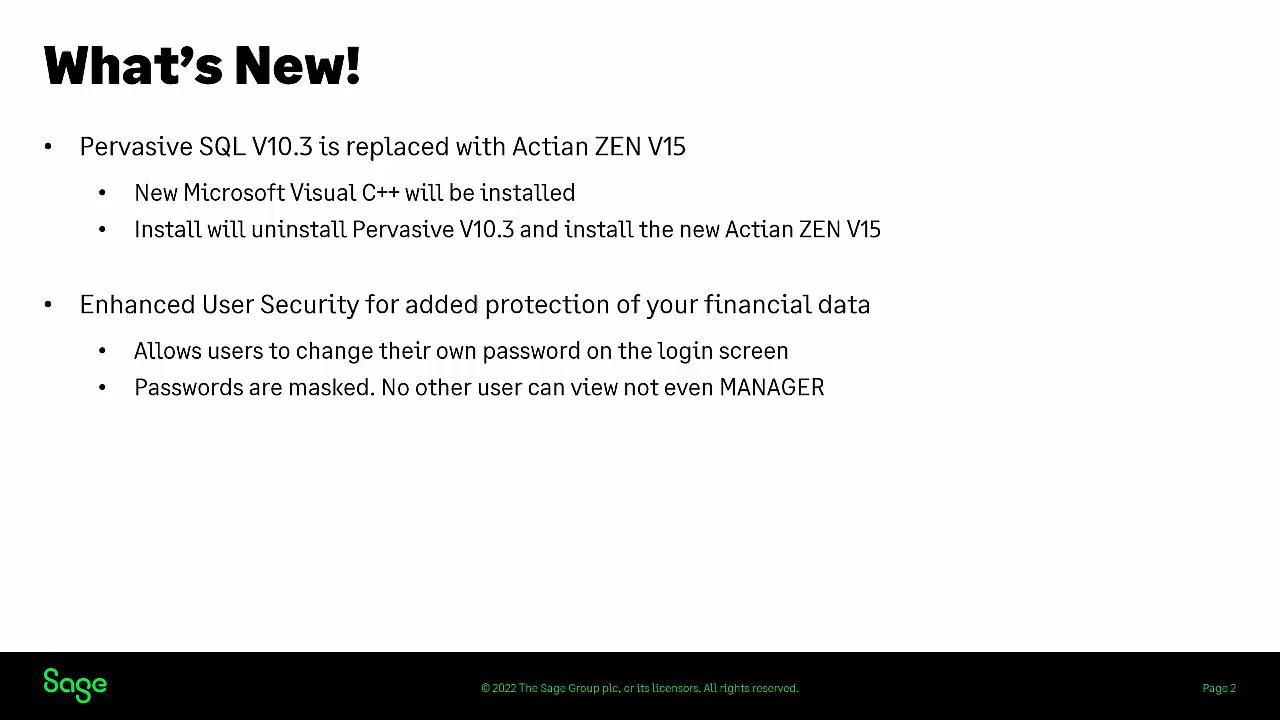 What’s New!
• Pervasive SQL V10.3 is replaced with Actian ZEN V15
• New Microsoft Visual C++ will be installed
• Install will uninstall Pervasive V10.3 and install the new Actian ZEN V15
• Enhanced User Security for added protection of your financial data
• Allows users to change their own password on the login screen
• Passwords are masked. No other user can view not even MANAGER
Sage
© 2022 The Sage Group plc, or its licensors. All rights reserved.
Page 2